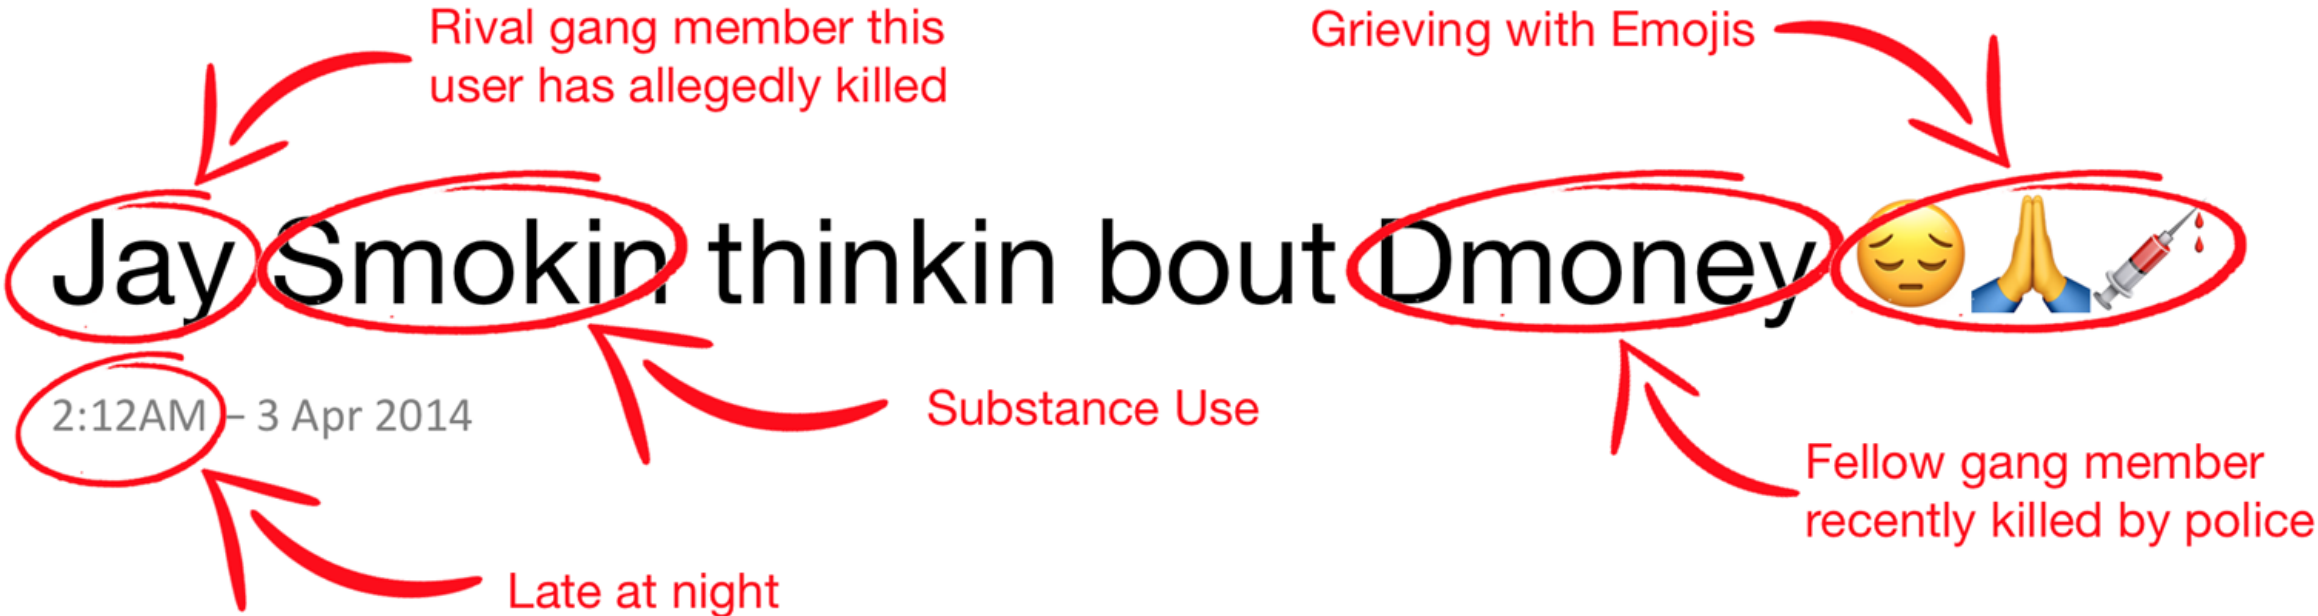 Rival gang member this
user has allegedly killed
Grieving with Emojis
Jay Smokin thinkin bout Dmoney 😔🙏💉
2:12AM – 3 Apr 2014
Substance Use
Fellow gang member
recently killed by police
Late at night